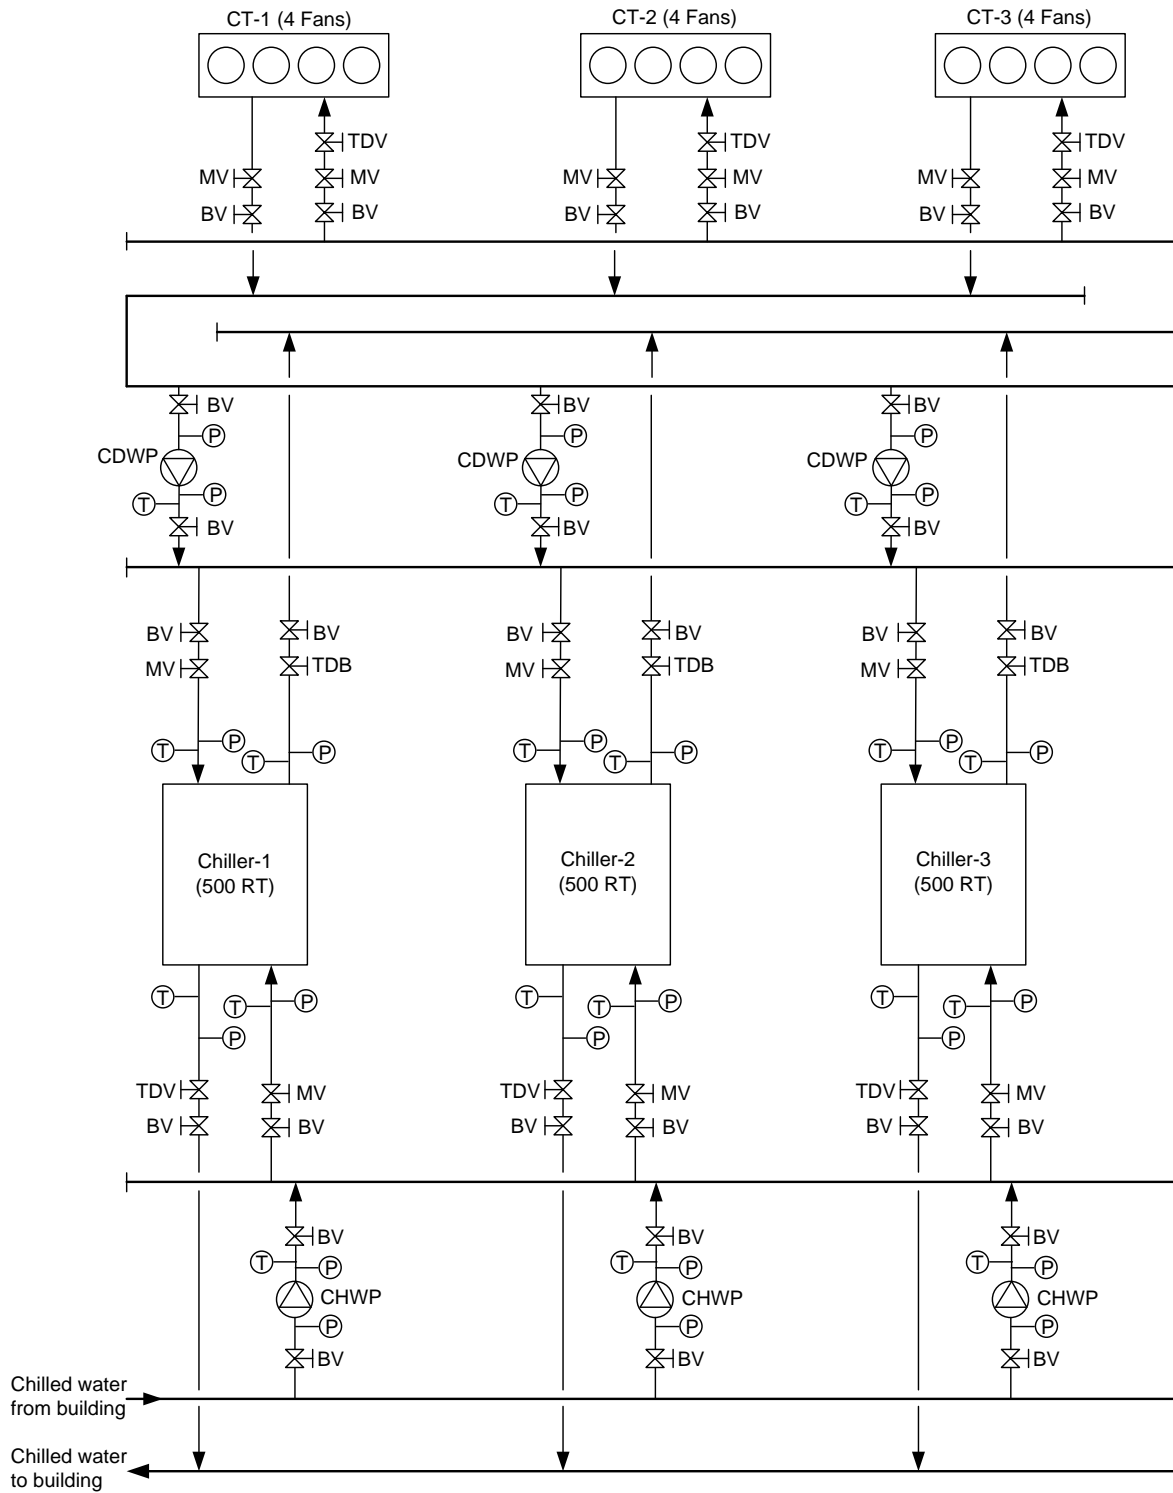 CT-1 (4 Fans) CT-2 (4 Fans) CT-3 (4 Fans)
TDV TDV TDV
MV MV MV MV MV MV
BV BV BV BV BV BV
BV BV BV
P P P
CDWP CDWP CDWP
P P P
T T T
BV BV BV
BV BV BV BV BV BV
MV TDB MV TDB MV TDB
P P P
T P T P T P
T T T
Chiller-1 Chiller-2 Chiller-3
(500 RT) (500 RT) (500 RT)
T T P T T P T T P
P P P
TDV MV TDV MV TDV MV
BV BV BV BV BV BV
BV BV BV
T P T P T P
CHWP CHWP CHWP
P P P
BV BV BV
Chilled water
from building
Chilled water
to building